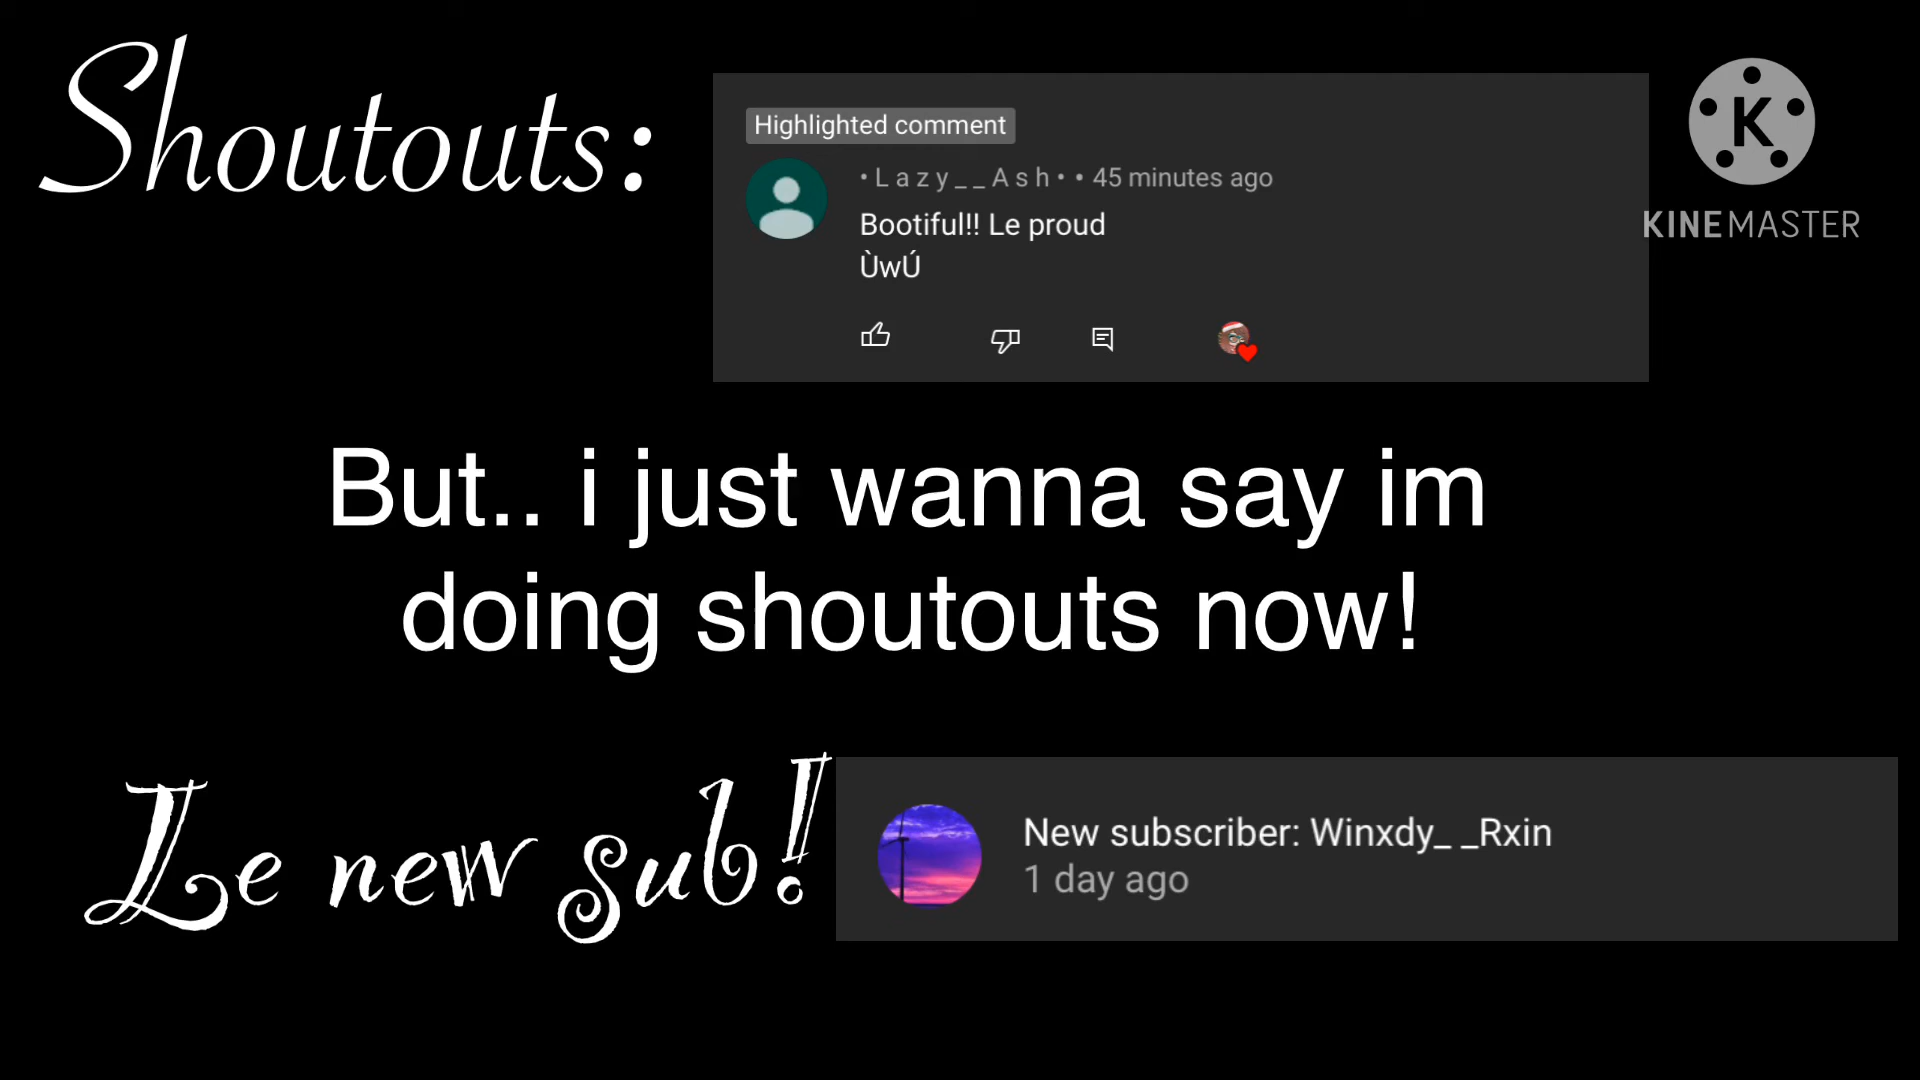 Shoutouts:
Highlighted comment
• L a z y _ _ A s h • • 45 minutes ago
Bootiful!! Le proud
ÙwÚ
K
KINEMASTER
But.. i just wanna say im
doing shoutouts now!
Le new sub!
New subscriber: Winxdy_ _Rxin
1 day ago